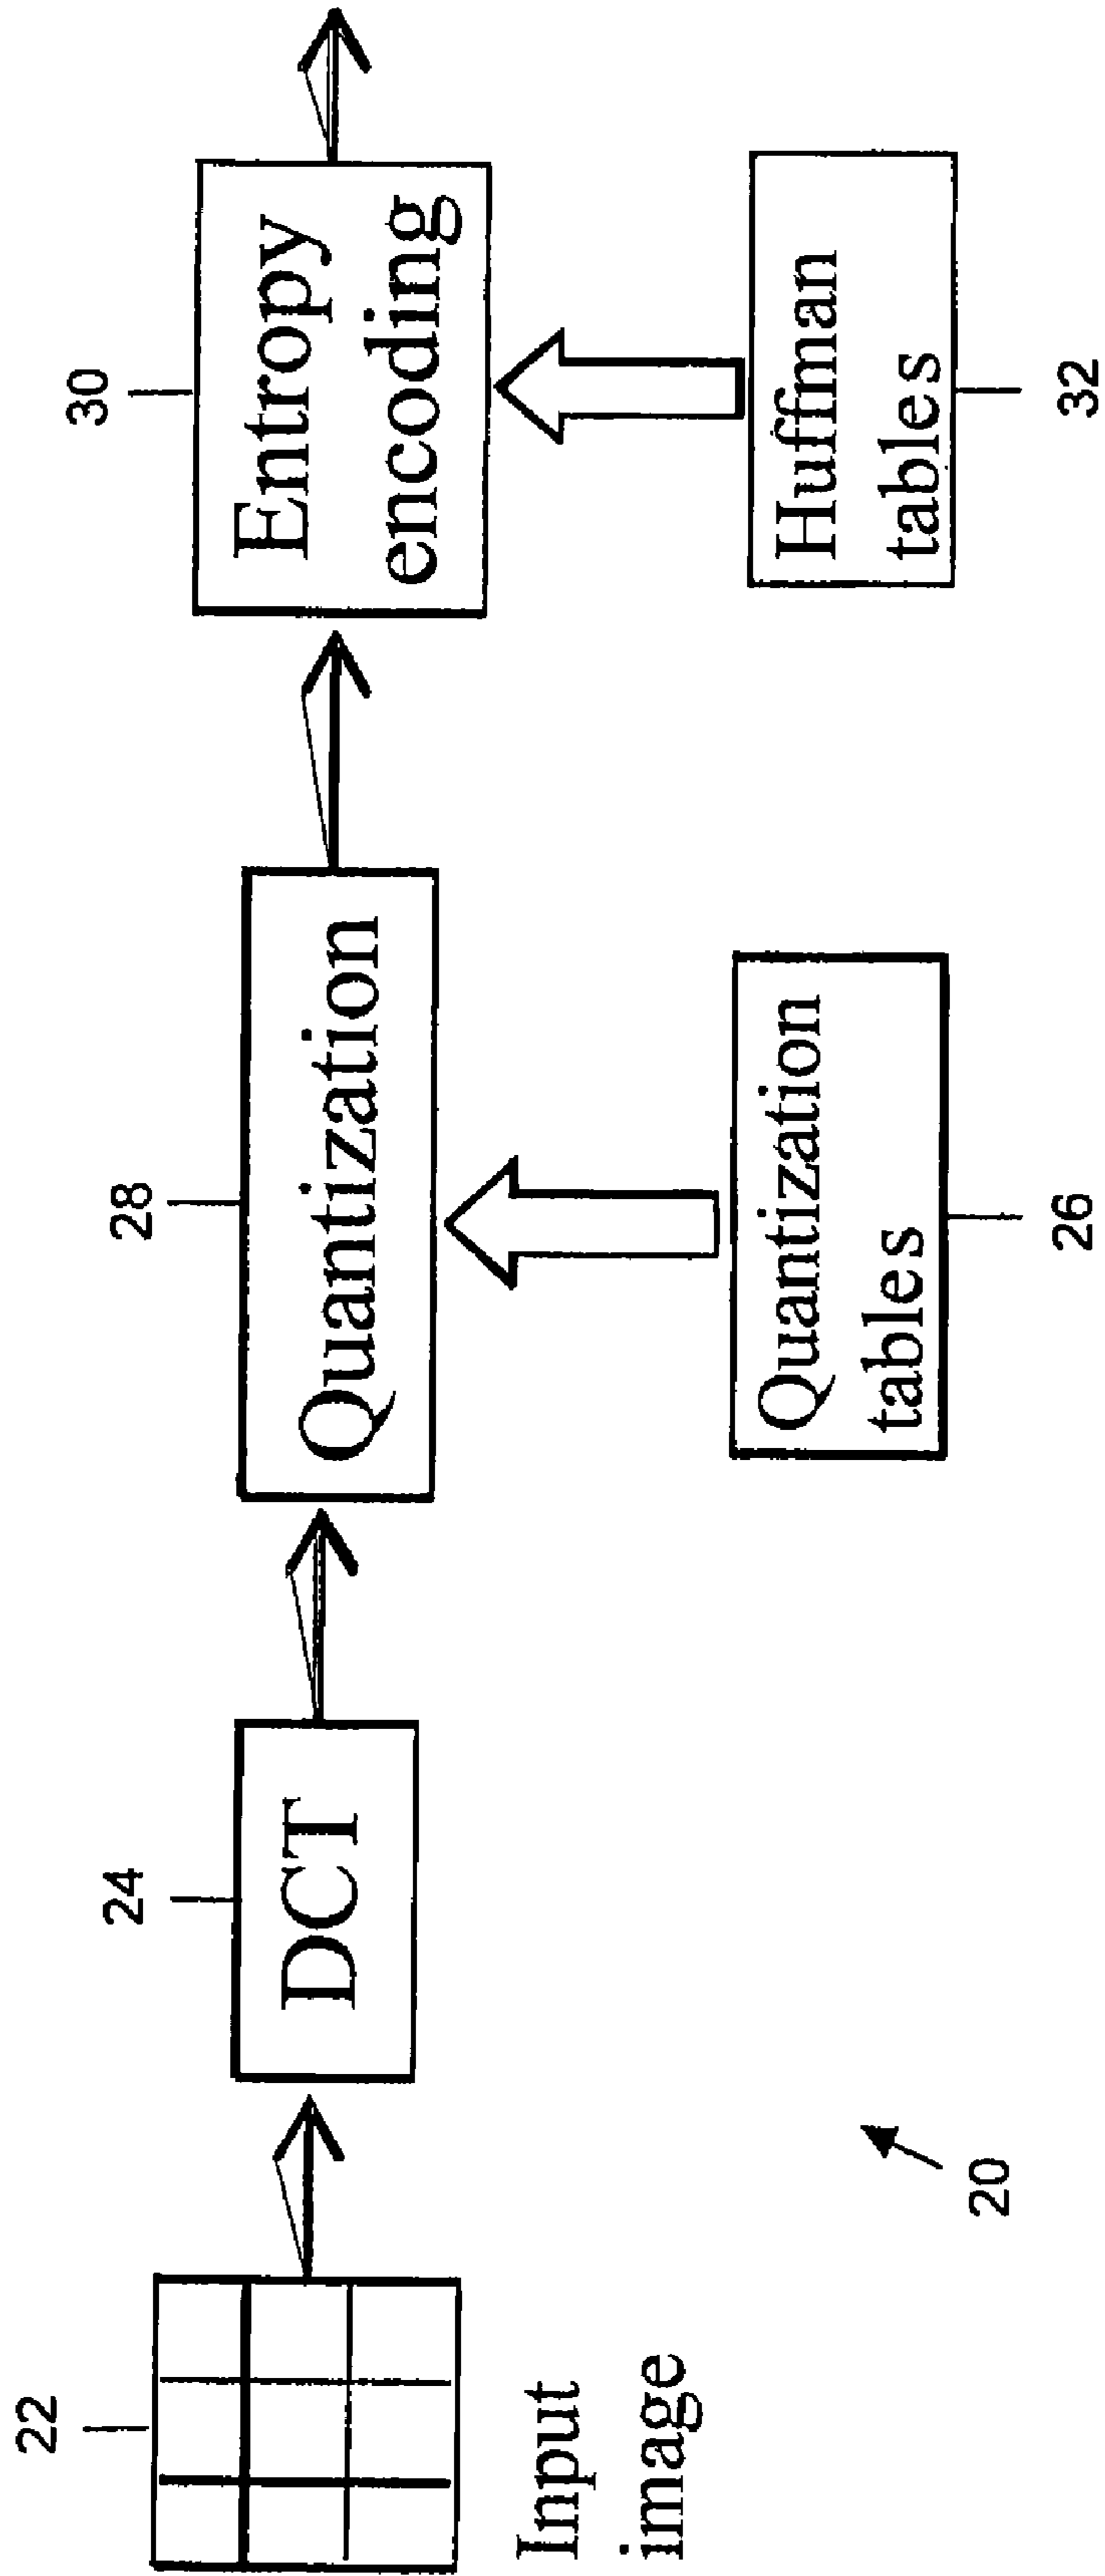 22
Input
image
24
DCT
28
Quantization
Quantization
tables
26
30
Entropy
encoding
Huffman
tables
32
20